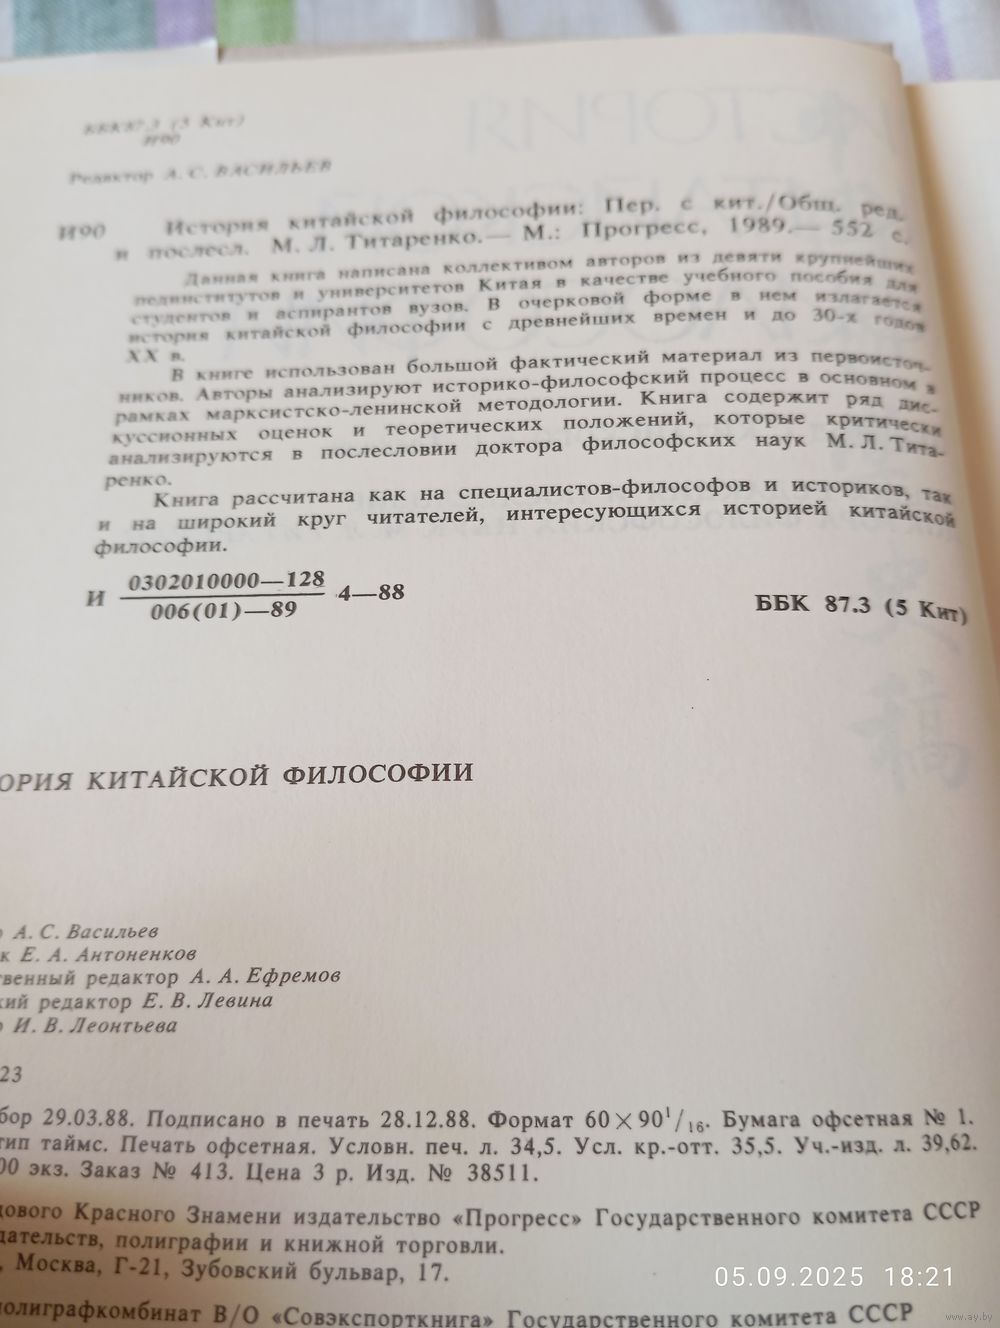 ББК 87.3 (5 Кит)
И90
Редактор А. С. ВАСИЛЬЕВ
И90 История китайской философии: Пер. с кит./Общ. ред.
и послесл. М. Л. Титаренко.— М.: Прогресс, 1989.— 552 с.
Данная книга написана коллективом авторов из девяти крупнейших
пединститутов и университетов Китая в качестве учебного пособия для
студентов и аспирантов вузов. В очерковой форме в нем излагается
история китайской философии с древнейших времен и до 30-х годов
XX в.
В книге использован большой фактический материал из первоисточ-
ников. Авторы анализируют историко-философский процесс в основном в
рамках марксистско-ленинской методологии. Книга содержит ряд дис-
куссионных оценок и теоретических положений, которые критически
анализируются в послесловии доктора философских наук М. Л. Тита-
ренко.
Книга рассчитана как на специалистов-философов и историков, так
и на широкий круг читателей, интересующихся историей китайской
философии.
И 0302010000—128 4—88
006(01)—89
ББК 87.3 (5 Кит)
ОРИЯ КИТАЙСКОЙ ФИЛОСОФИИ
р А. С. Васильев
к Е. А. Антоненков
твенный редактор А. А. Ефремов
кий редактор Е. В. Левина
р И. В. Леонтьева
23
бор 29.03.88. Подписано в печать 28.12.88. Формат 60×90¹/₁₆. Бумага офсетная № 1.
тип таймс. Печать офсетная. Условн. печ. л. 34,5. Усл. кр.-отт. 35,5. Уч.-изд. л. 39,62.
00 экз. Заказ № 413. Цена 3 р. Изд. № 38511.
дового Красного Знамени издательство «Прогресс» Государственного комитета СССР
дательств, полиграфии и книжной торговли.
, Москва, Г-21, Зубовский бульвар, 17.
полиграфкомбинат В/О «Совэкспорткнига» Государственного комитета СССР
05.09.2025 18:21
www.ay.by